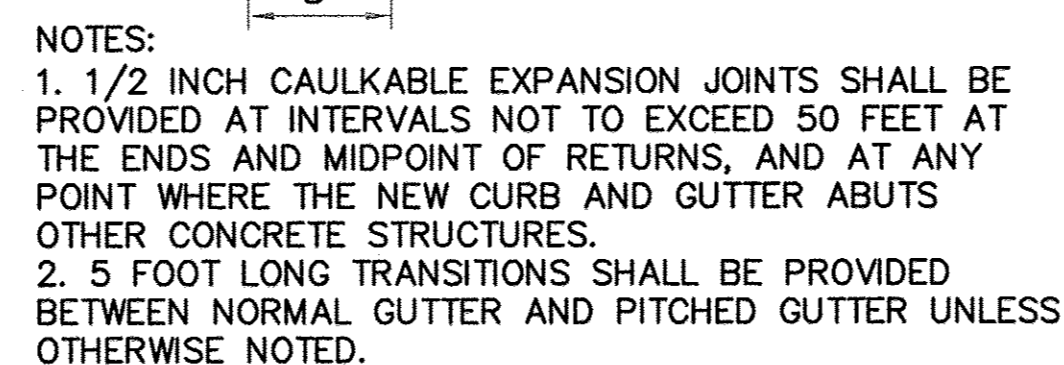 NOTES:
1. 1/2 INCH CAULKABLE EXPANSION JOINTS SHALL BE
PROVIDED AT INTERVALS NOT TO EXCEED 50 FEET AT
THE ENDS AND MIDPOINT OF RETURNS, AND AT ANY
POINT WHERE THE NEW CURB AND GUTTER ABUTS
OTHER CONCRETE STRUCTURES.
2. 5 FOOT LONG TRANSITIONS SHALL BE PROVIDED
BETWEEN NORMAL GUTTER AND PITCHED GUTTER UNLESS
OTHERWISE NOTED.